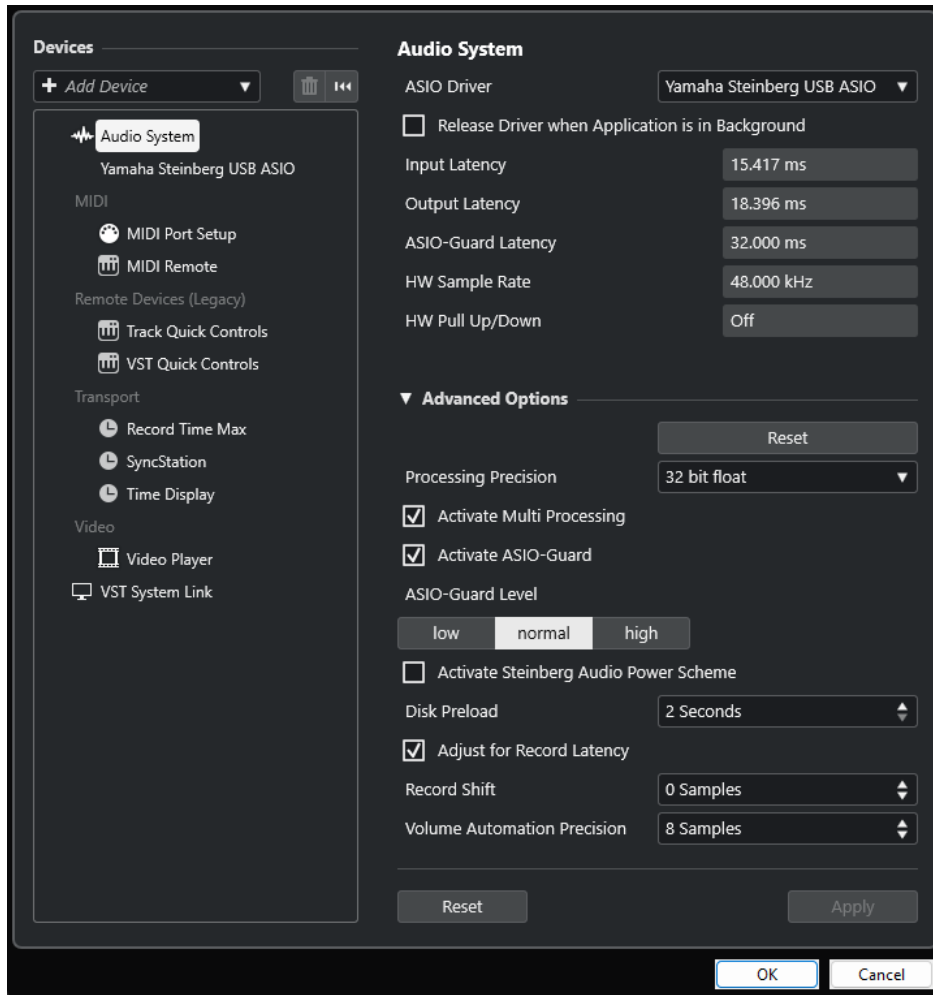 Devices
Add Device
Audio System
Yamaha Steinberg USB ASIO
MIDI
MIDI Port Setup
MIDI Remote
Remote Devices (Legacy)
Track Quick Controls
VST Quick Controls
Transport
Record Time Max
SyncStation
Time Display
Video
Video Player
VST System Link
Audio System
ASIO Driver Yamaha Steinberg USB ASIO
Release Driver when Application is in Background
Input Latency 15.417 ms
Output Latency 18.396 ms
ASIO-Guard Latency 32.000 ms
HW Sample Rate 48.000 kHz
HW Pull Up/Down Off
Advanced Options
Reset
Processing Precision 32 bit float
Activate Multi Processing
Activate ASIO-Guard
ASIO-Guard Level
low normal high
Activate Steinberg Audio Power Scheme
Disk Preload 2 Seconds
Adjust for Record Latency
Record Shift 0 Samples
Volume Automation Precision 8 Samples
Reset Apply
OK Cancel